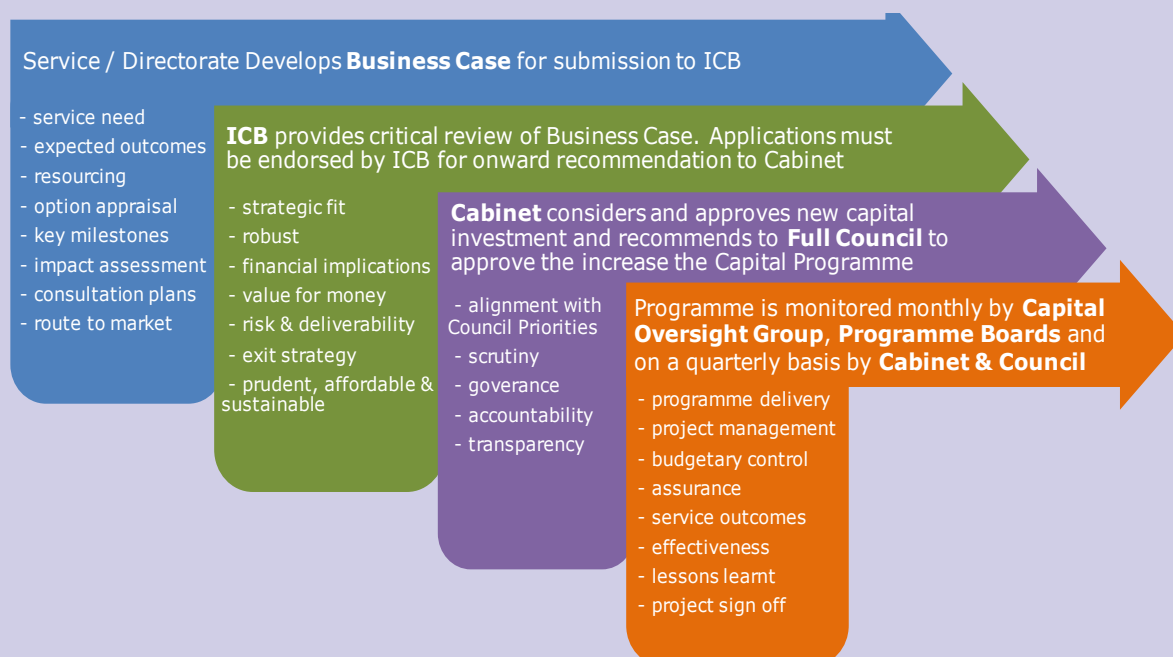 Service / Directorate Develops Business Case for submission to ICB
- service need
- expected outcomes
- resourcing
- option appraisal
- key milestones
- impact assessment
- consultation plans
- route to market
ICB provides critical review of Business Case. Applications must
be endorsed by ICB for onward recommendation to Cabinet
- strategic fit
- robust
- financial implications
- value for money
- risk & deliverability
- exit strategy
- prudent, affordable &
sustainable
Cabinet considers and approves new capital
investment and recommends to Full Council to
approve the increase the Capital Programme
- alignment with
Council Priorities
- scrutiny
- goverance
- accountability
- transparency
Programme is monitored monthly by Capital
Oversight Group, Programme Boards and
on a quarterly basis by Cabinet & Council
- programme delivery
- project management
- budgetary control
- assurance
- service outcomes
- effectiveness
- lessons learnt
- project sign off